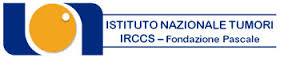 ISTITUTO NAZIONALE TUMORI
IRCCS – Fondazione Pascale